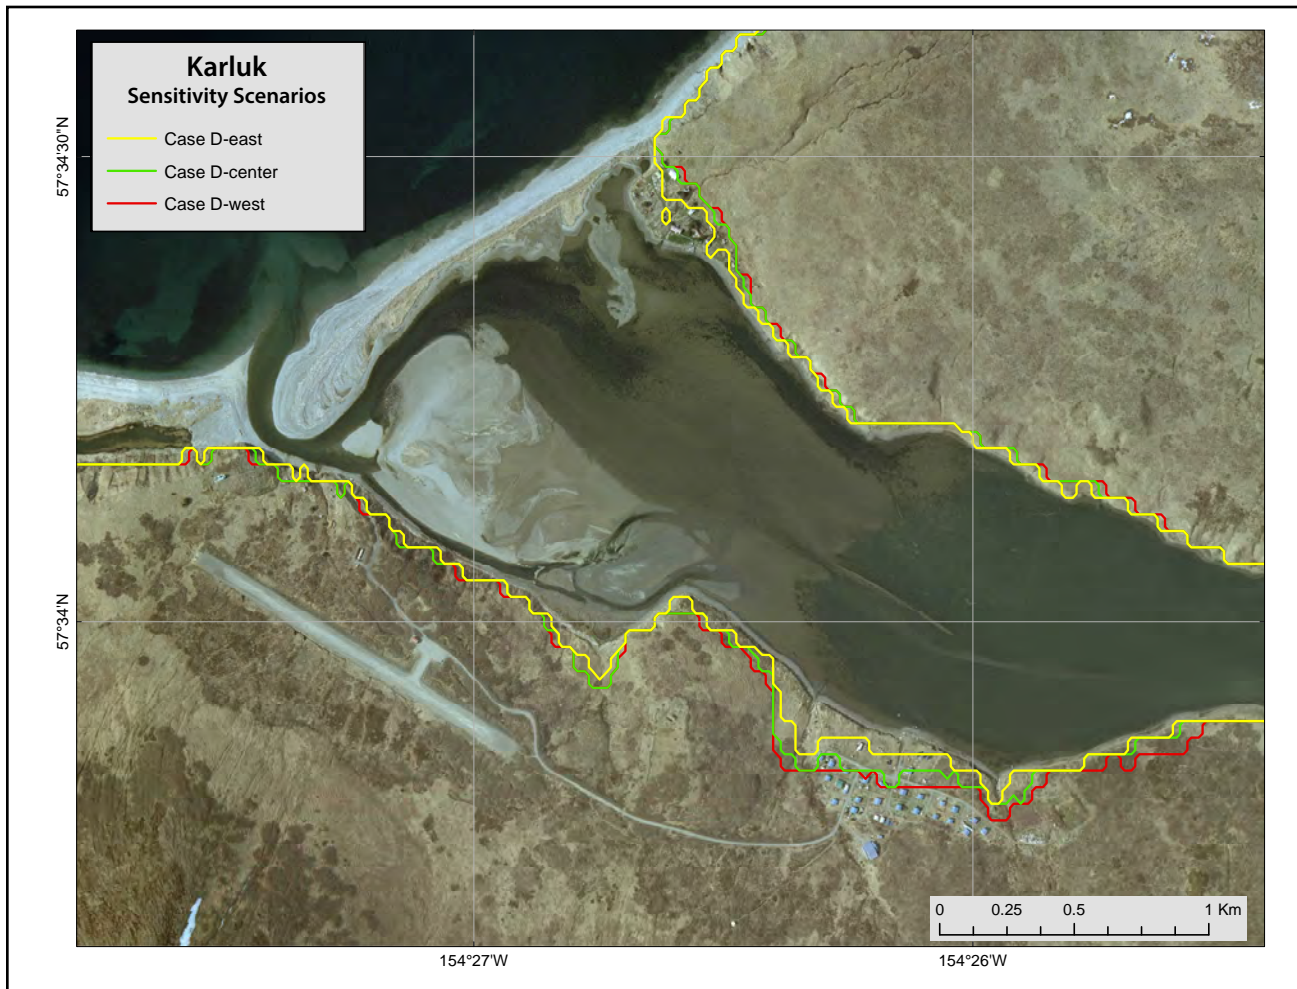 Karluk
Sensitivity Scenarios
Case D-east
Case D-center
Case D-west
57°34'30"N
57°34'N
0 0.25 0.5 1 Km
154°27'W 154°26'W